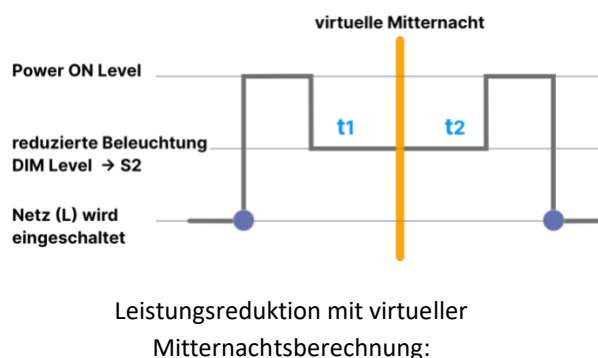 virtuelle Mitternacht
Power ON Level
t1
t2
reduzierte Beleuchtung
DIM Level → S2
Netz (L) wird
eingeschaltet
Leistungsreduktion mit virtueller
Mitternachtsberechnung: